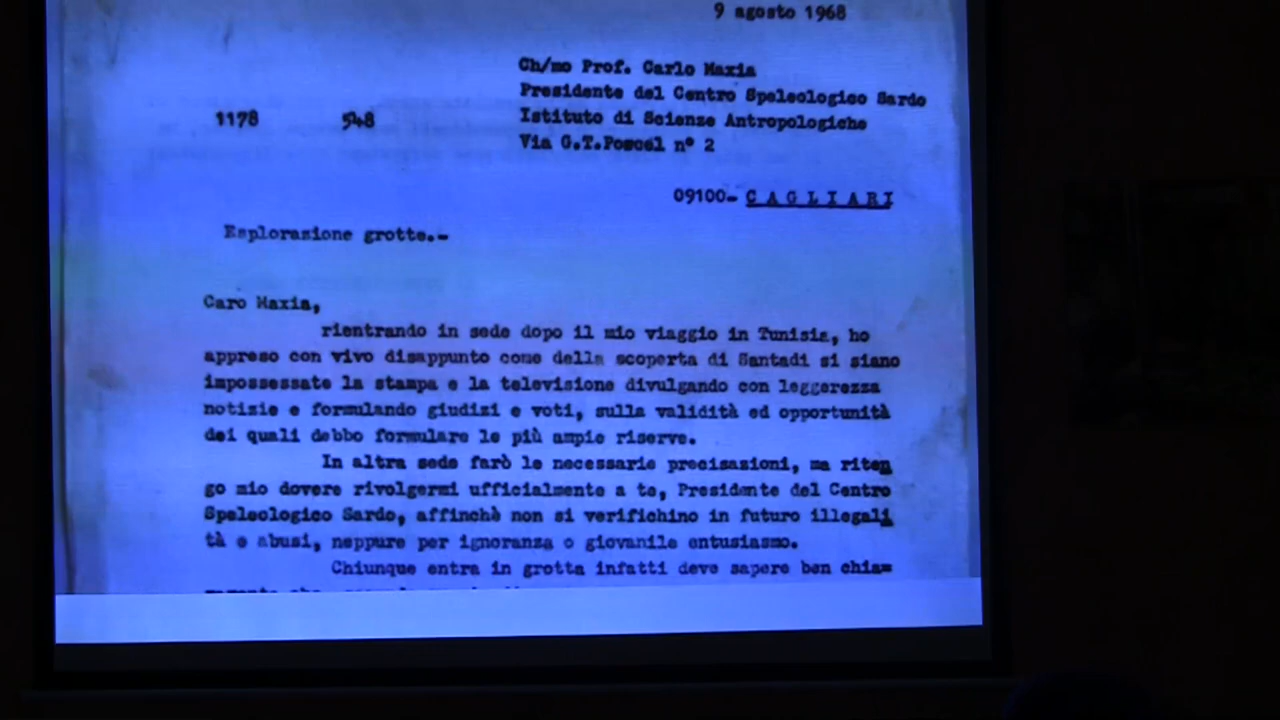 9 agosto 1968
Ch/mo Prof. Carlo Maxia
Presidente del Centro Speleologico Sardo
1178 548 Istituto di Scienze Antropologiche
Via G.T.Porcel n° 2
09100- CAGLIARI
Esplorazione grotte.-
Caro Maxia,
rientrando in sede dopo il mio viaggio in Tunisia, ho
appreso con vivo disappunto come della scoperta di Santadi si siano
impossessate la stampa e la televisione divulgando con leggerezza
notizie e formulando giudizi e voti, sulla validità ed opportunità
dei quali debbo formulare le più ampie riserve.
In altra sede farò le necessarie precisazioni, ma riten
go mio dovere rivolgermi ufficialmente a te, Presidente del Centro
Speleologico Sardo, affinchè non si verifichino in futuro illegali
tà e abusi, neppure per ignoranza o giovanile entusiasmo.
Chiunque entra in grotta infatti deve sapere ben chia=